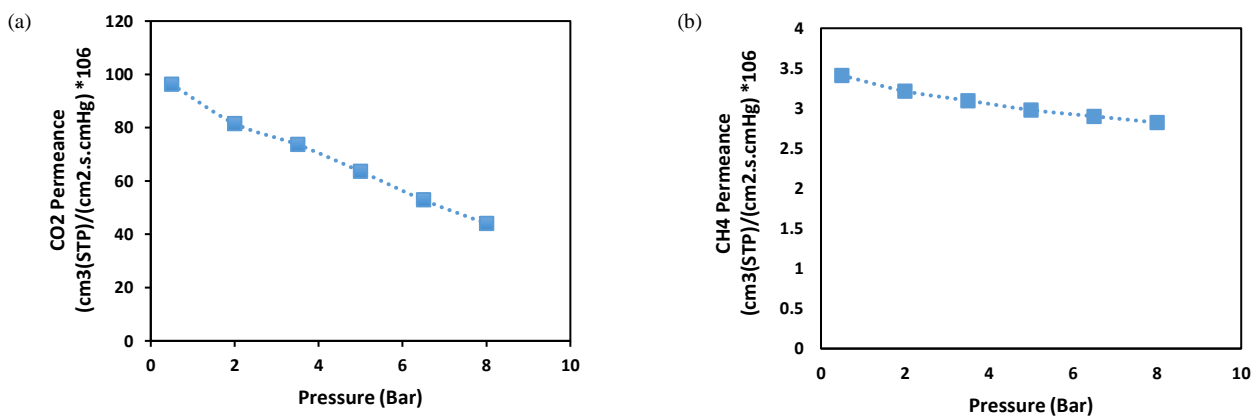 (a)
CO2 Permeance
(cm3(STP)/(cm2.s.cmHg) *106
120
100
80
60
40
20
0
0 2 4 6 8 10
Pressure (Bar)
(b)
CH4 Permeance
(cm3(STP)/(cm2.s.cmHg) *106
4
3.5
3
2.5
2
1.5
1
0.5
0
0 2 4 6 8 10
Pressure (Bar)